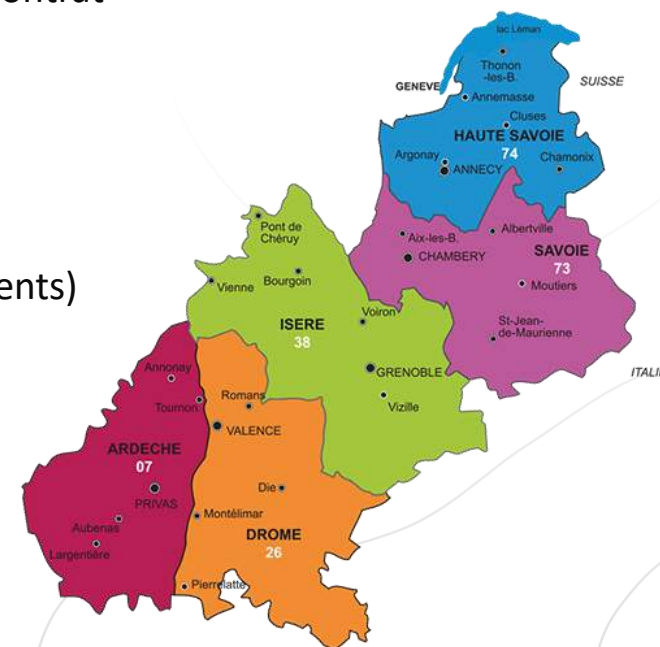 ontrat
lac Léman
Thonon
-les-B.
GENEVE
SUISSE
Annemasse
Cluses
HAUTE SAVOIE
74
Argonay
Chamonix
ANNECY
Pont de
Chéruy
Aix-les-B.
Albertville
CHAMBERY
SAVOIE
73
ents)
Vienne
Bourgoin
Moutiers
ISERE
38
Voiron
St-Jean-
de-Maurienne
Annonay
GRENOBLE
ITALI
Tournon
Romans
Vizille
VALENCE
ARDECHE
07
PRIVAS
Die
Aubenas
Montélimar
Largentière
DROME
26
Pierrelatte